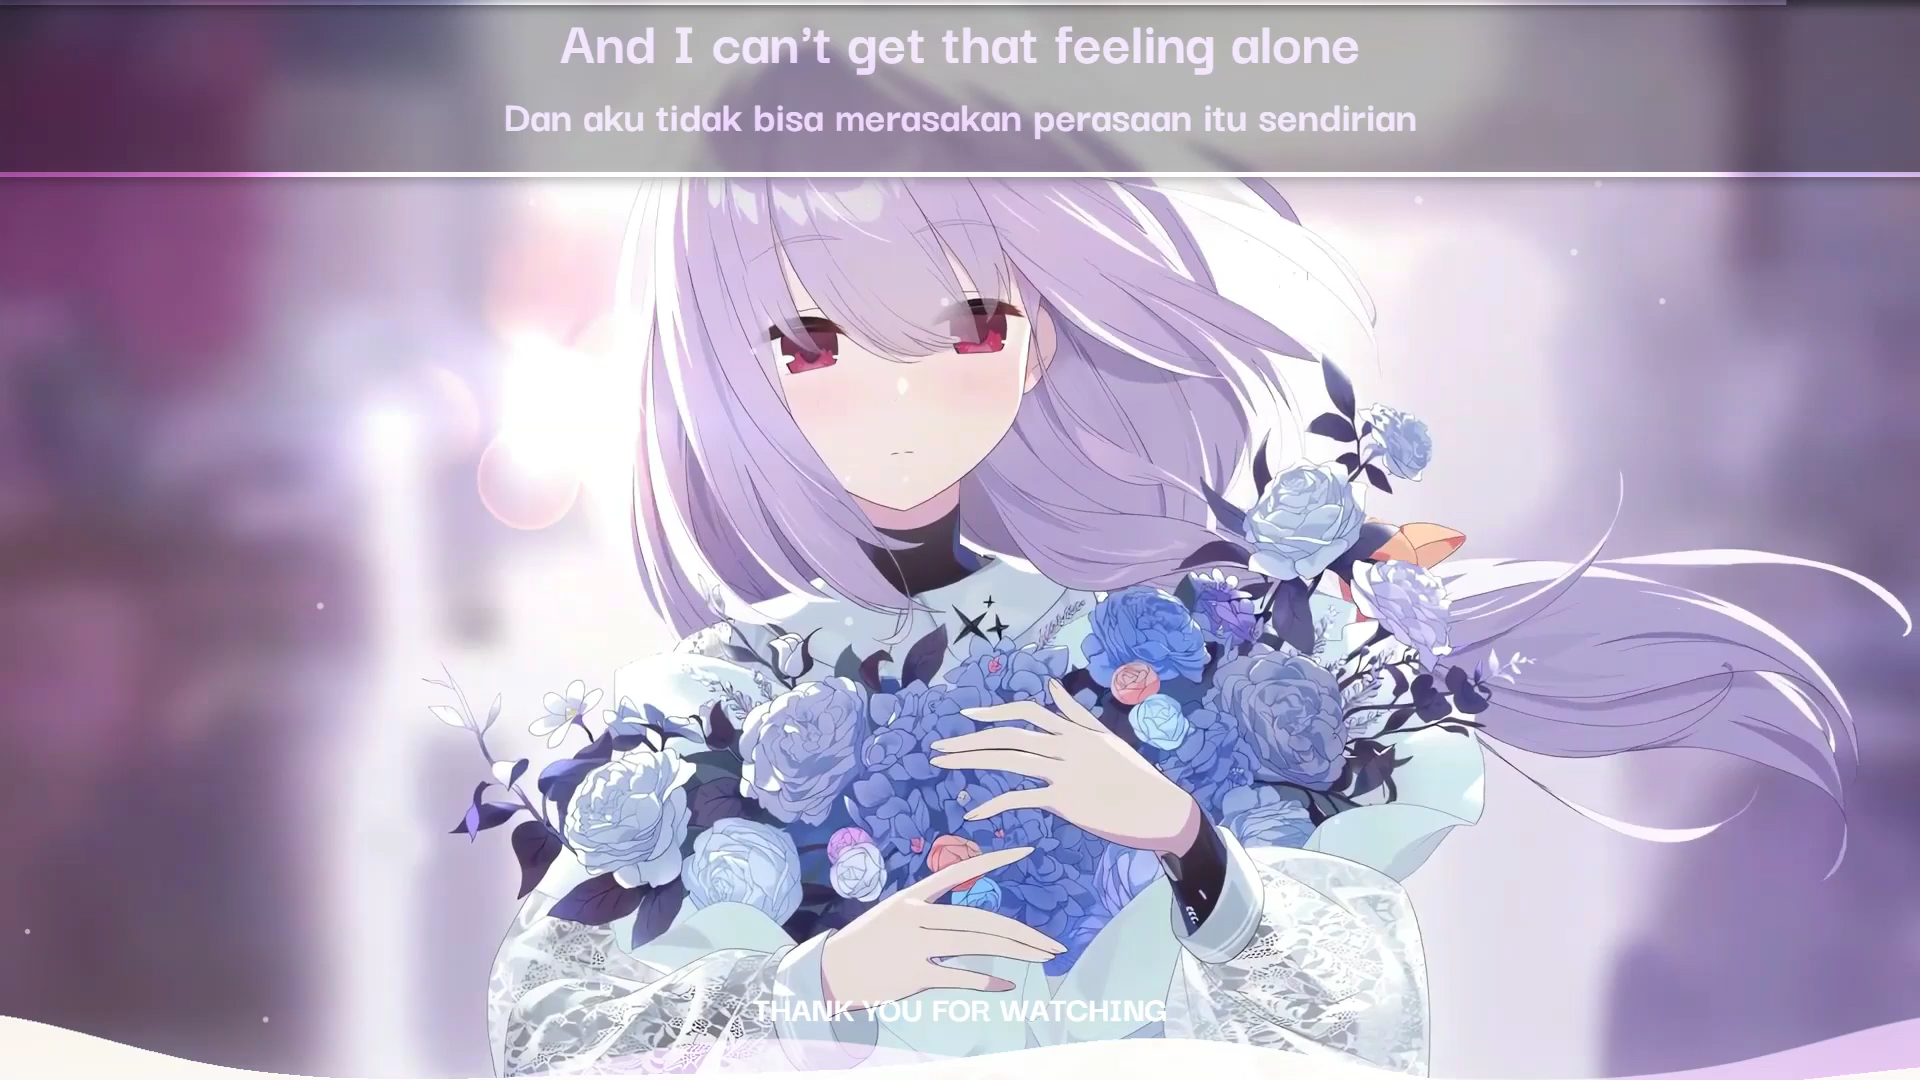 And I can’t get that feeling alone
Dan aku tidak bisa merasakan perasaan itu sendirian
THANK YOU FOR WATCHING